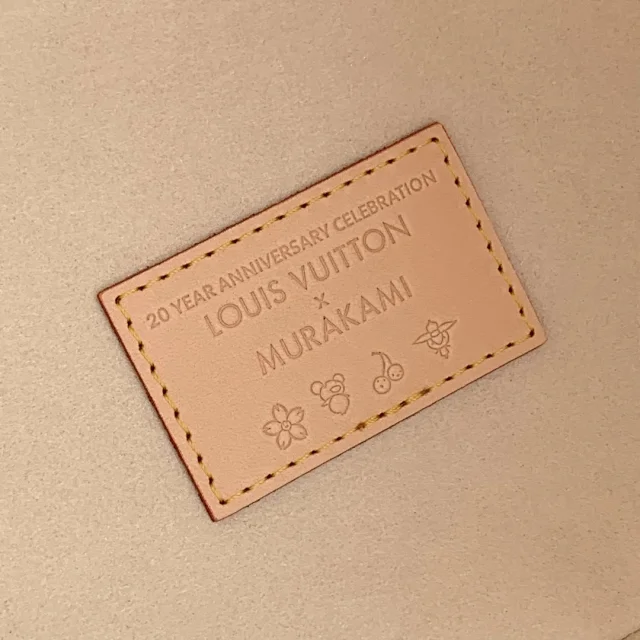 20 YEAR ANNIVERSARY CELEBRATION
LOUIS VUITTON
x
MURAKAMI